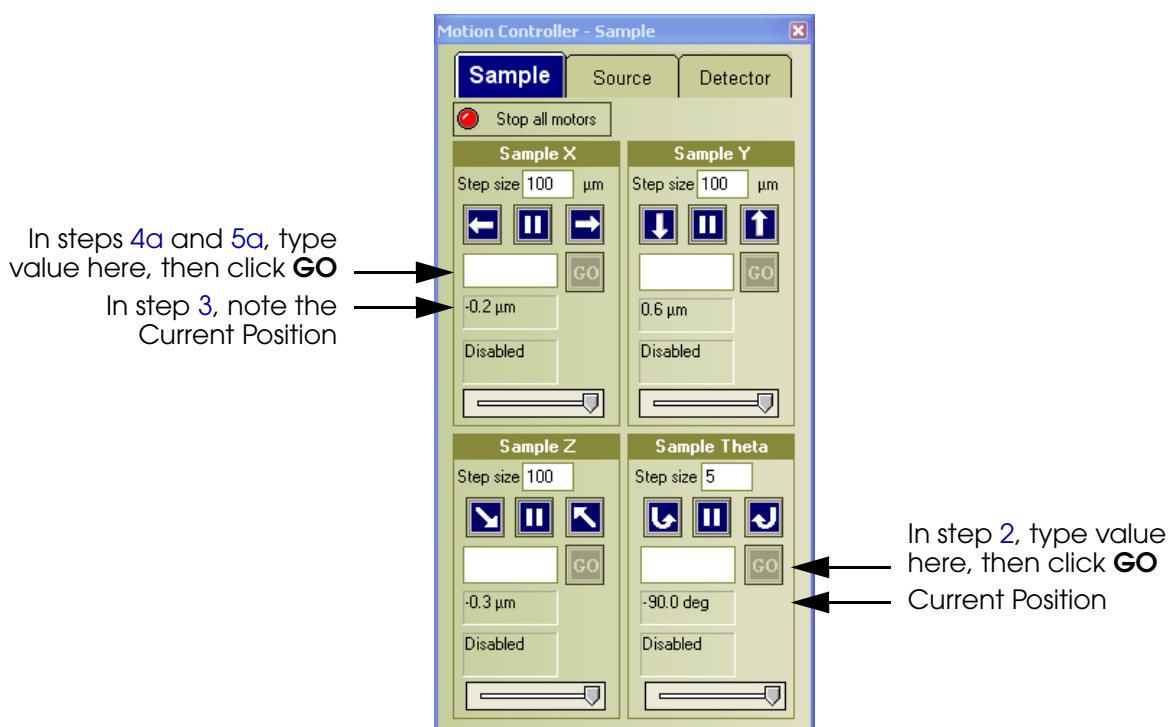 Motion Controller - Sample
Sample Source Detector
Stop all motors
Sample X
Step size 100 µm
GO
-0.2 µm
Disabled
Sample Y
Step size 100 µm
GO
0.6 µm
Disabled
In steps 4a and 5a, type
value here, then click GO
In step 3, note the
Current Position
Sample Z
Step size 100
GO
-0.3 µm
Disabled
Sample Theta
Step size 5
GO
-90.0 deg
Disabled
In step 2, type value
here, then click GO
Current Position